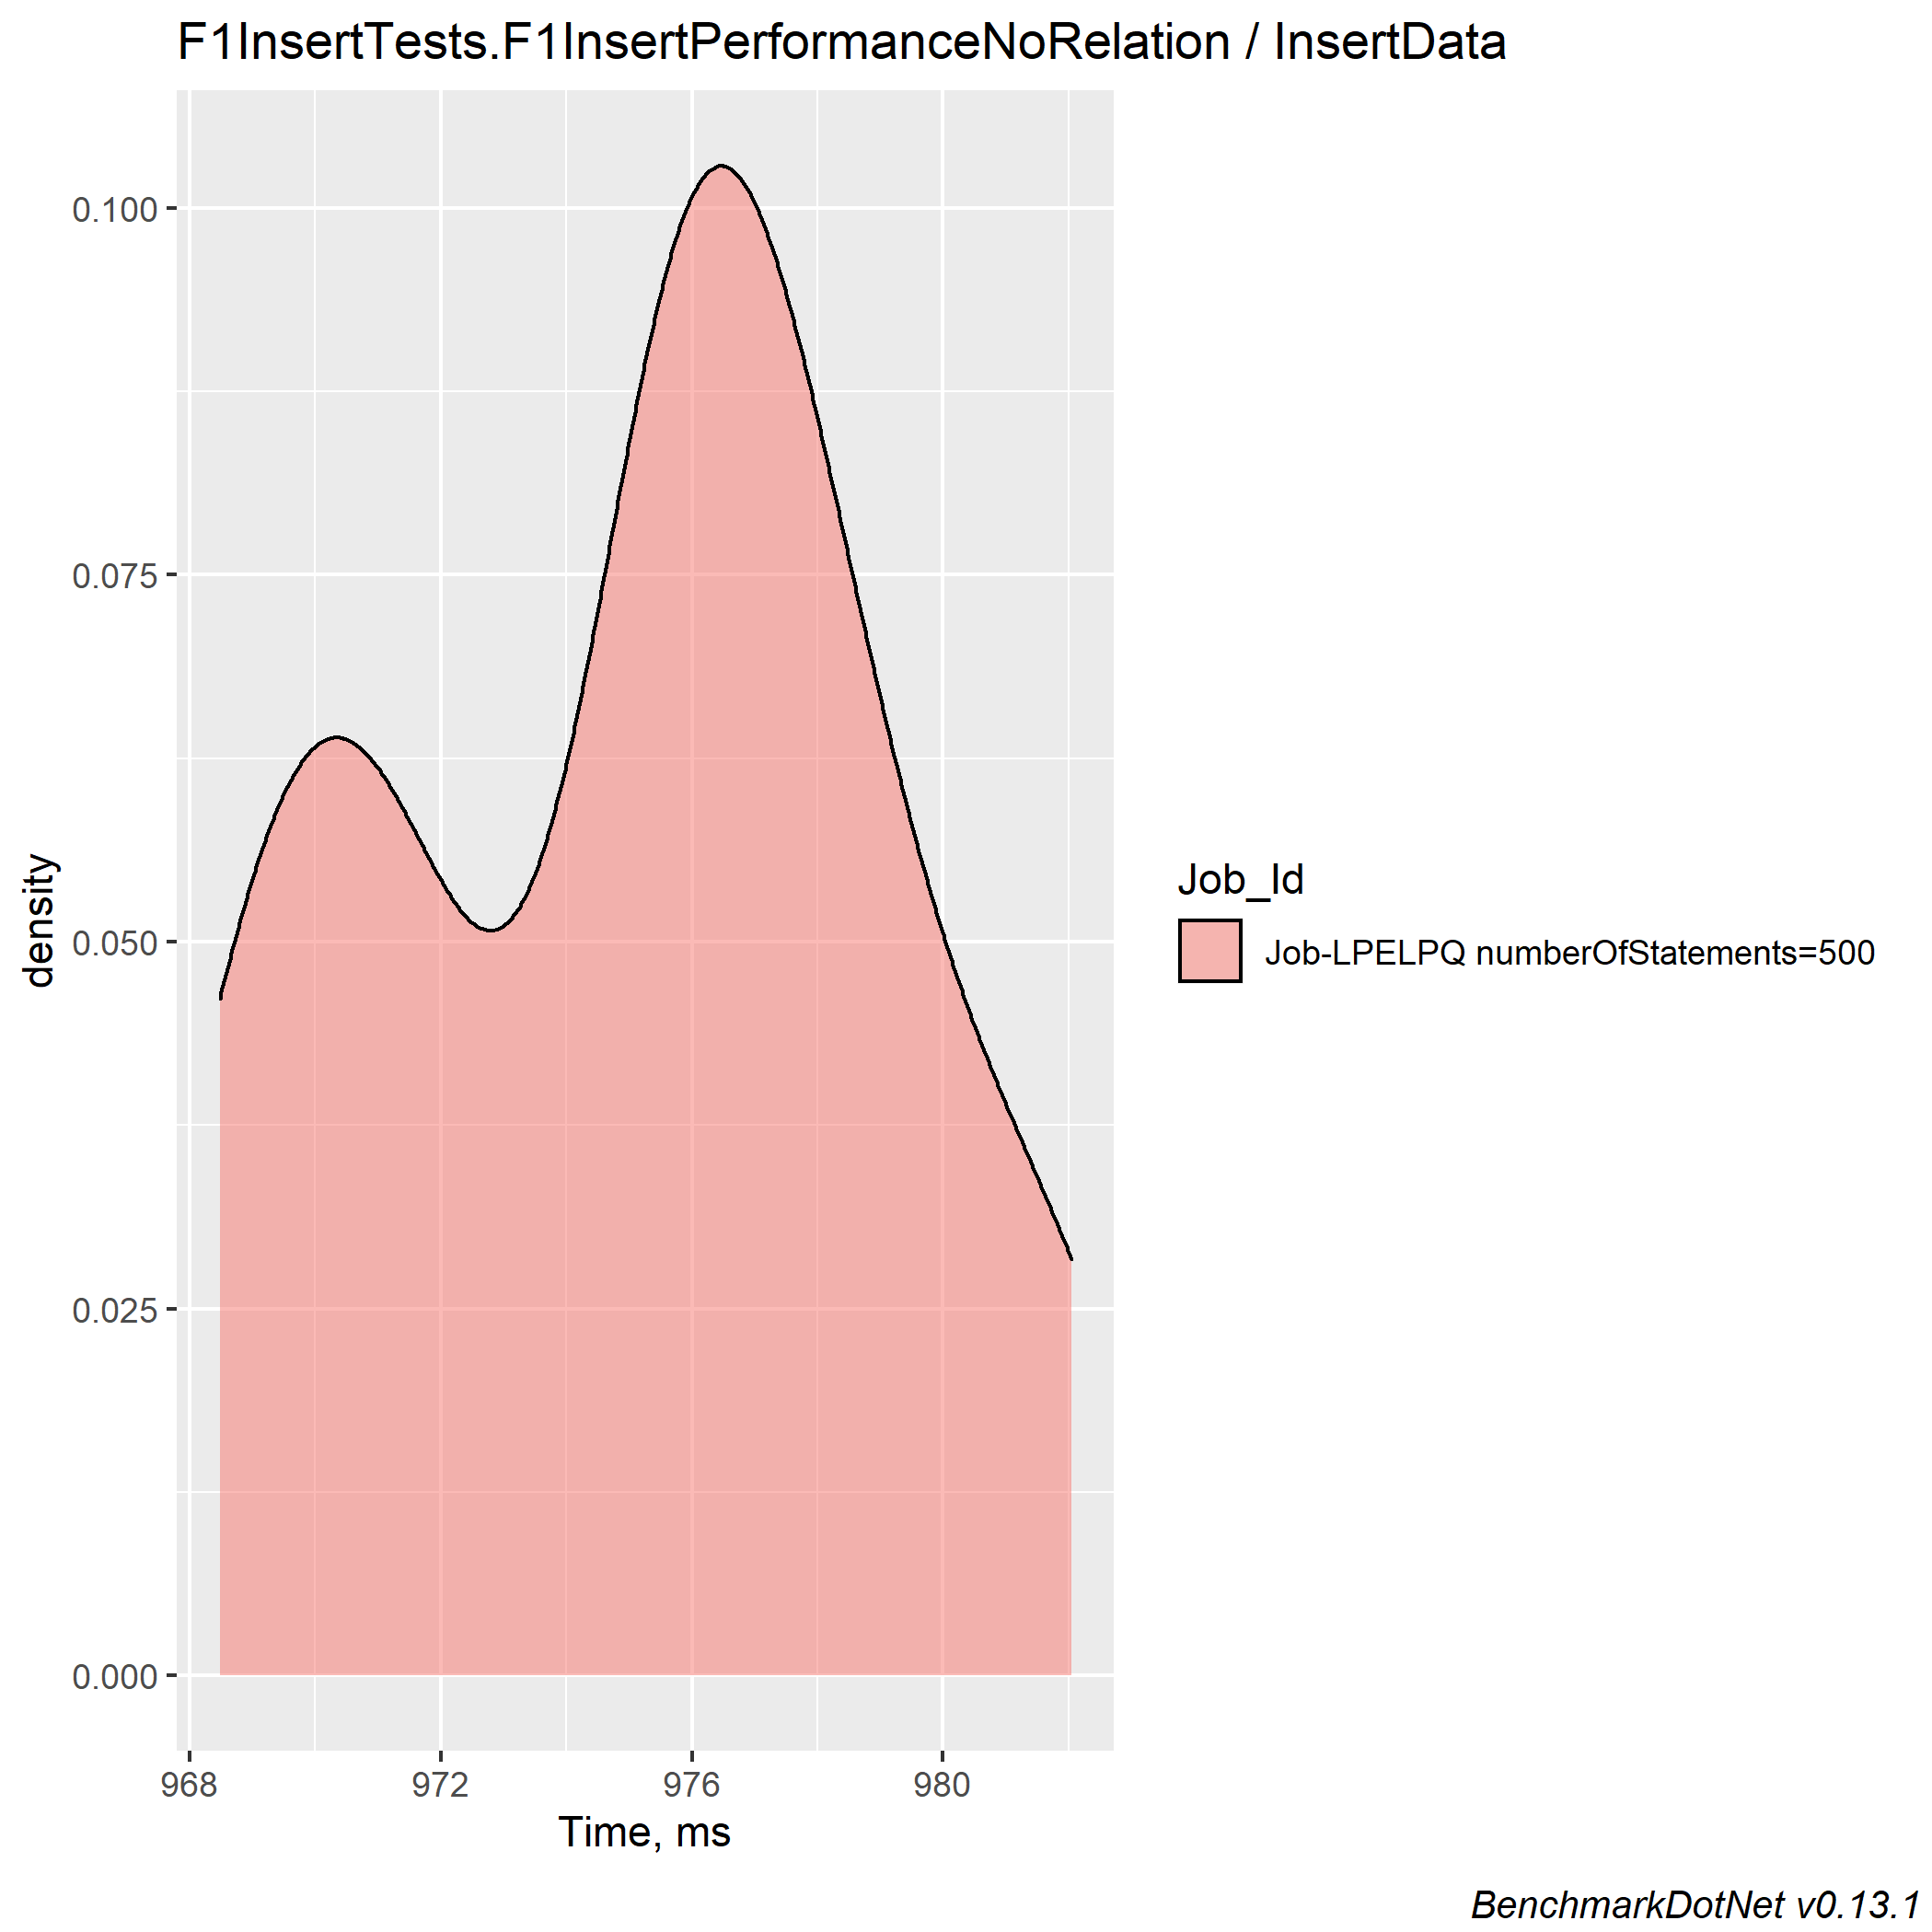 F1InsertTests.F1InsertPerformanceNoRelation / InsertData
0.100
0.075
0.050
0.025
0.000
density
968 972 976 980
Time, ms
Job_Id
Job-LPELPQ numberOfStatements=500
BenchmarkDotNet v0.13.1